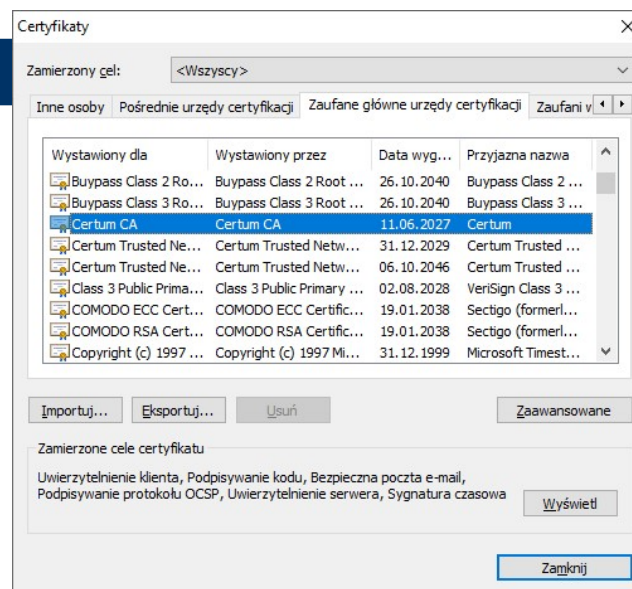 Certyfikaty
Zamierzony cel: <Wszyscy>
Inne osoby Pośrednie urzędy certyfikacji Zaufane główne urzędy certyfikacji Zaufani w
Wystawiony dla Wystawiony przez Data wyg... Przyjazna nazwa
Buypass Class 2 Ro... Buypass Class 2 Root ... 26.10.2040 Buypass Class 2 ...
Buypass Class 3 Ro... Buypass Class 3 Root ... 26.10.2040 Buypass Class 3 ...
Certum CA Certum CA 11.06.2027 Certum
Certum Trusted Ne... Certum Trusted Netw... 31.12.2029 Certum Trusted ...
Certum Trusted Ne... Certum Trusted Netw... 06.10.2046 Certum Trusted ...
Class 3 Public Prima... Class 3 Public Primary ... 02.08.2028 VeriSign Class 3 ...
COMODO ECC Cert... COMODO ECC Certific... 19.01.2038 Sectigo (formerl...
COMODO RSA Cert... COMODO RSA Certific... 19.01.2038 Sectigo (formerl...
Copyright (c) 1997 ... Copyright (c) 1997 Mi... 31.12.1999 Microsoft Timest...
Importuj... Eksportuj... Usuń Zaawansowane
Zamierzone cele certyfikatu
Uwierzytelnienie klienta, Podpisywanie kodu, Bezpieczna poczta e-mail,
Podpisywanie protokołu OCSP, Uwierzytelnienie serwera, Sygnatura czasowa
Wyświetl
Zamknij